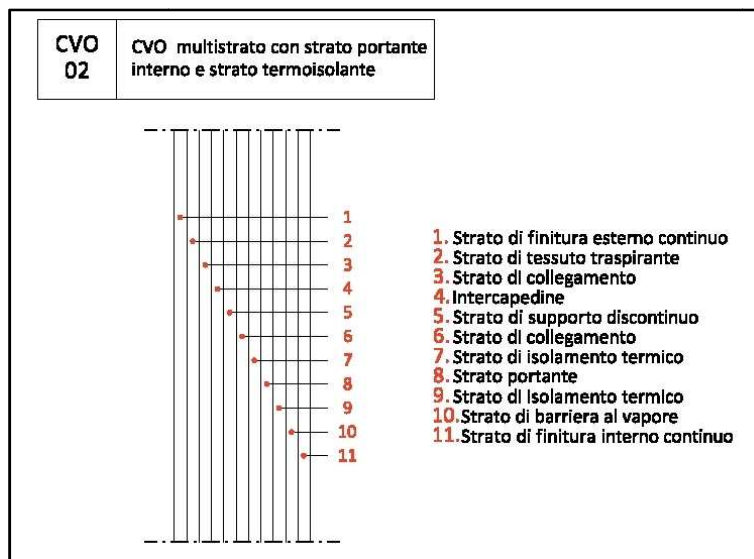 CVO
02
CVO multistrato con strato portante
interno e strato termoisolante
1
2
3
4
5
6
7
8
9
10
11
1. Strato di finitura esterno continuo
2. Strato di tessuto traspirante
3. Strato di collegamento
4. Intercapedine
5. Strato di supporto discontinuo
6. Strato di collegamento
7. Strato di isolamento termico
8. Strato portante
9. Strato di isolamento termico
10. Strato di barriera al vapore
11. Strato di finitura interno continuo